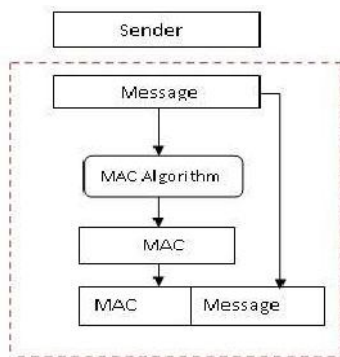 Sender
Message
MAC Algorithm
MAC
MAC Message